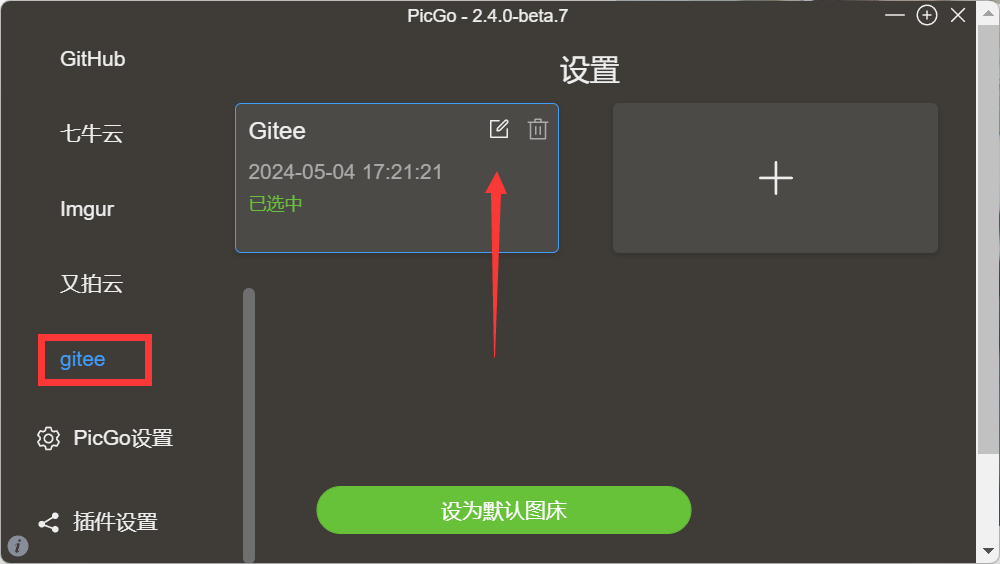 PicGo - 2.4.0-beta.7
GitHub
七牛云
Imgur
又拍云
gitee
PicGo设置
插件设置
设置
Gitee
2024-05-04 17:21:21
已选中
设为默认图床